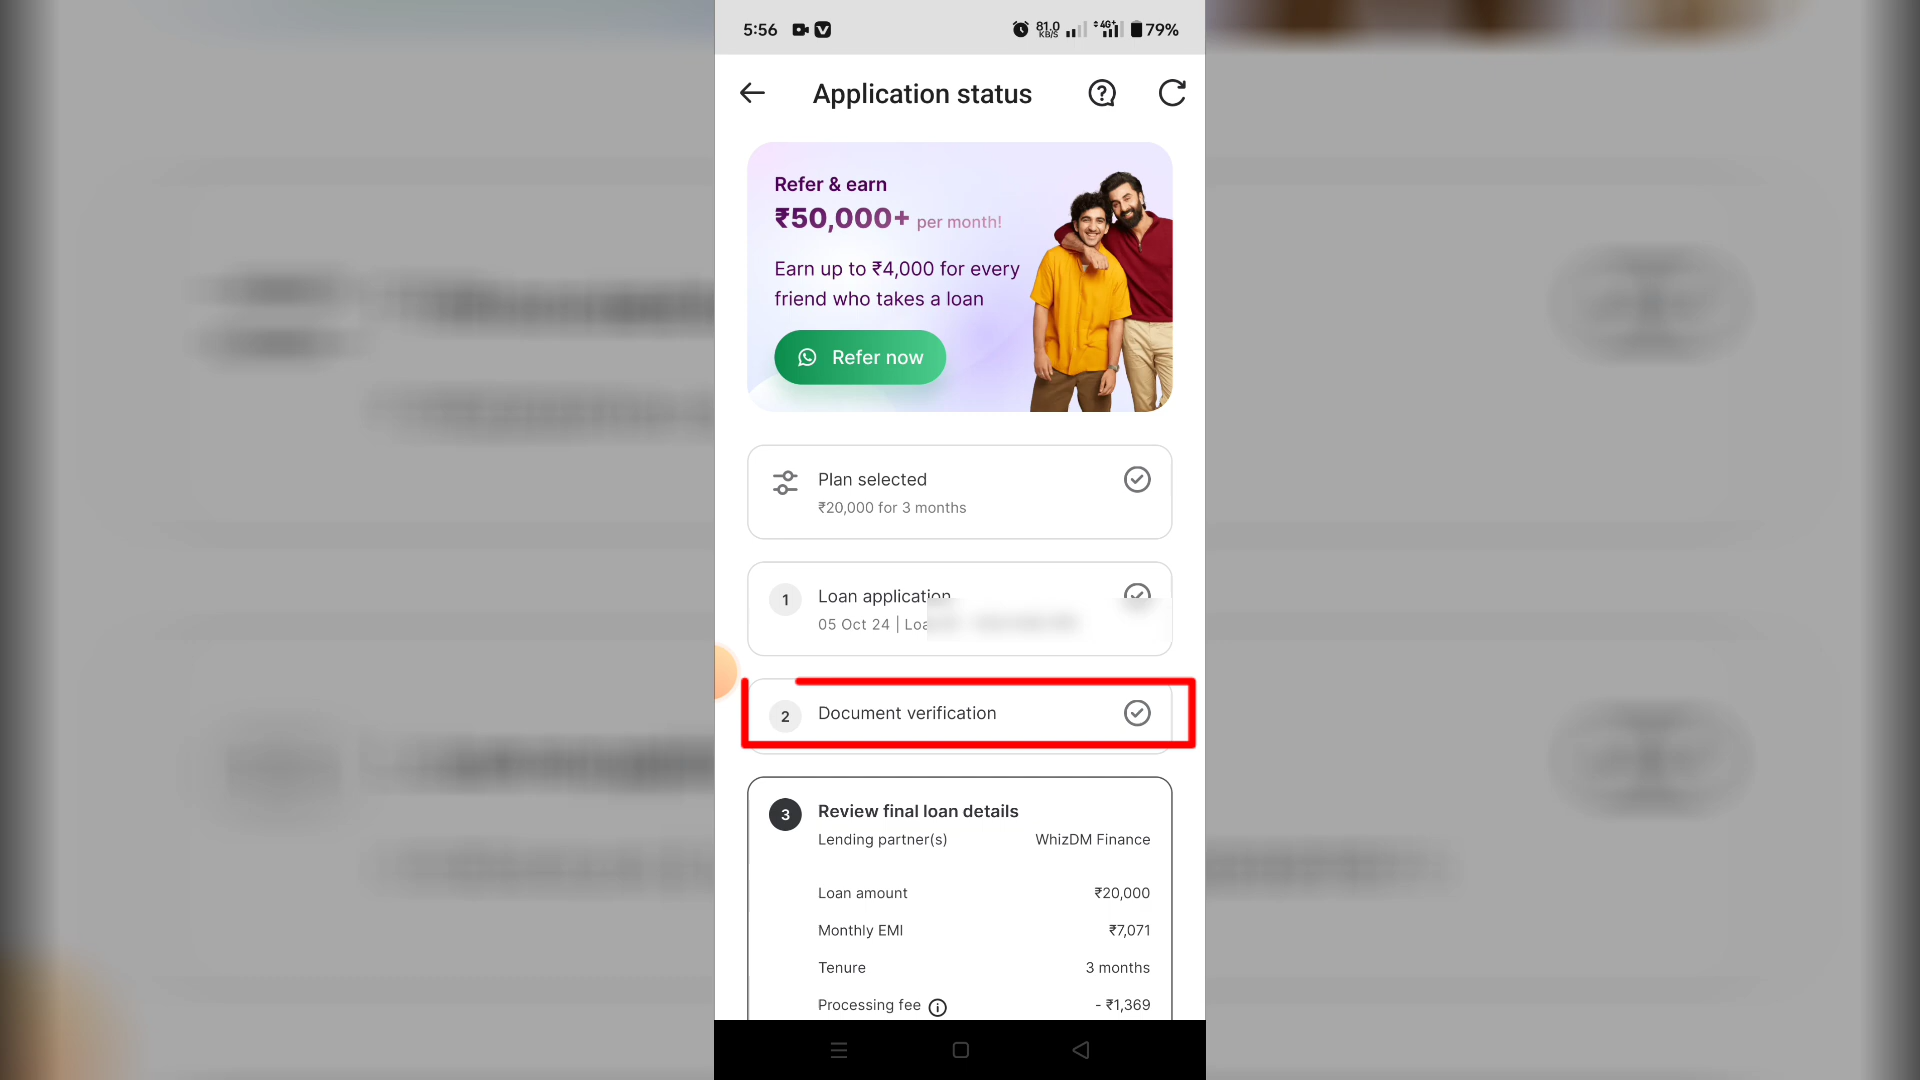 5:56
81.0
KB/S
4G+
79%
Application status
Refer & earn
₹50,000+ per month!
Earn up to ₹4,000 for every
friend who takes a loan
Refer now
Plan selected
₹20,000 for 3 months
1 Loan application
05 Oct 24 |
2 Document verification
3 Review final loan details
Lending partner(s) WhizDM Finance
Loan amount ₹20,000
Monthly EMI ₹7,071
Tenure 3 months
Processing fee - ₹1,369